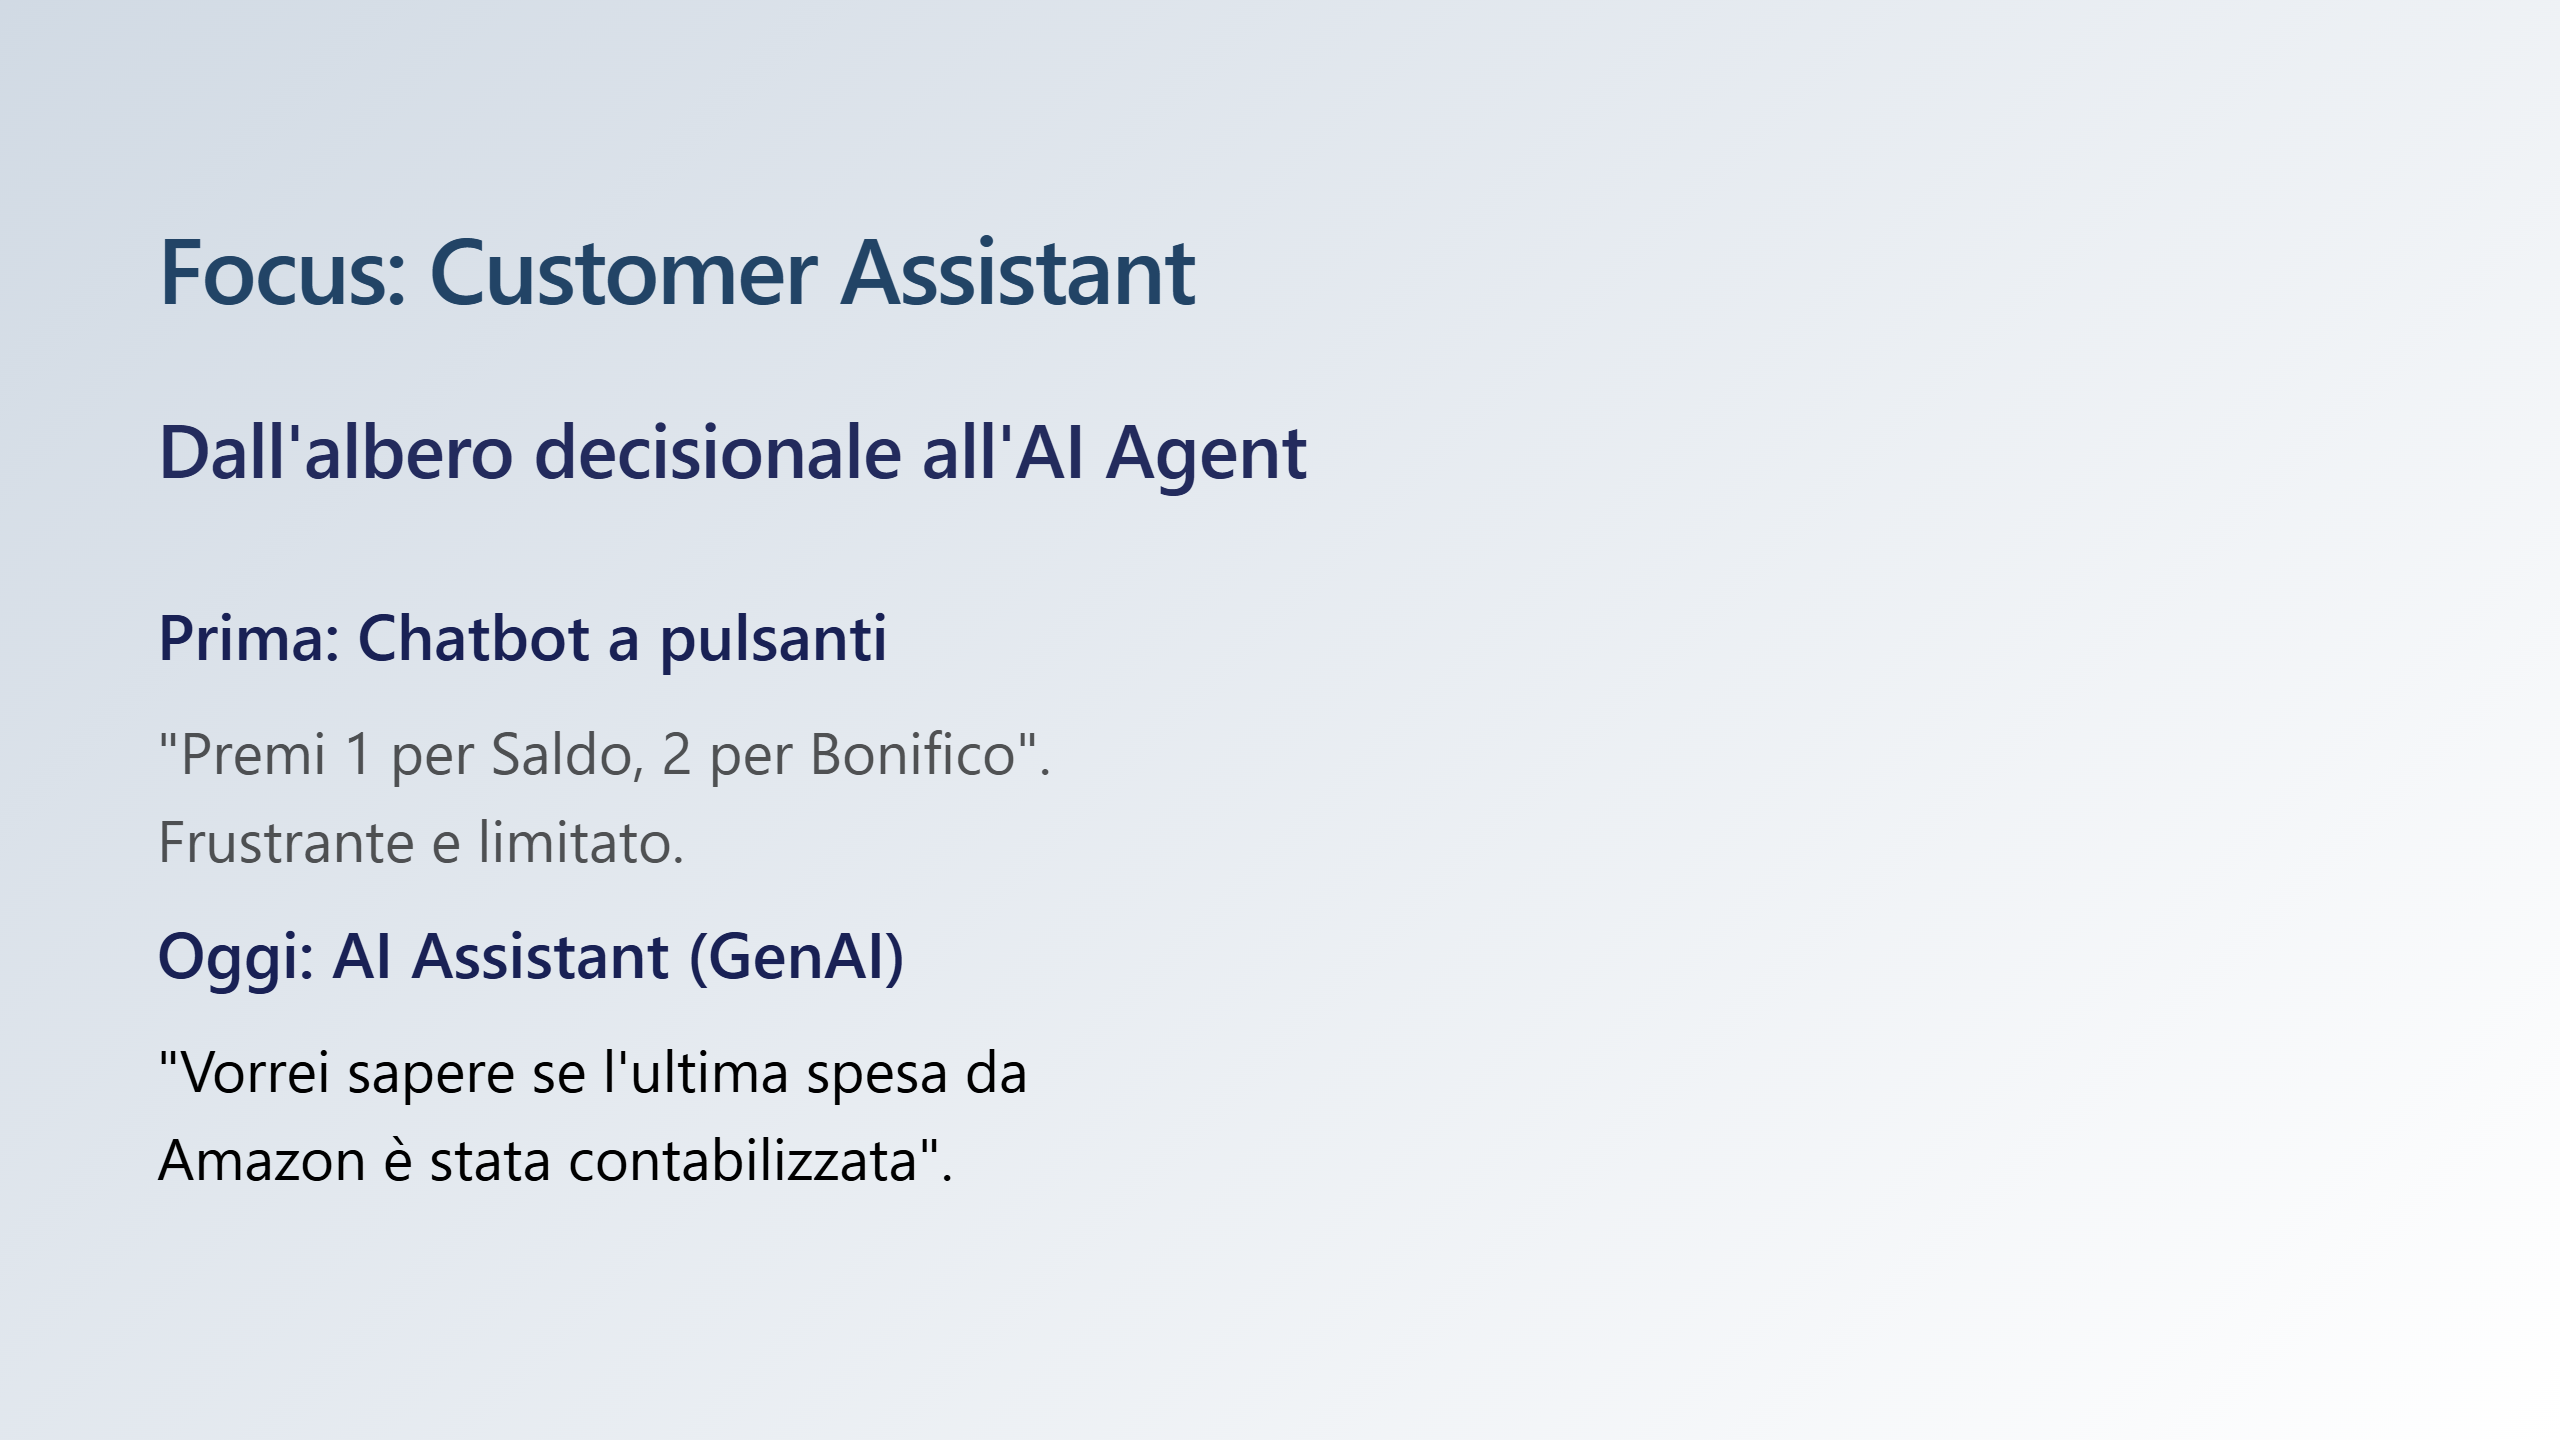 Focus: Customer Assistant
Dall'albero decisionale all'AI Agent
Prima: Chatbot a pulsanti
"Premi 1 per Saldo, 2 per Bonifico".
Frustrante e limitato.
Oggi: AI Assistant (GenAI)
"Vorrei sapere se l'ultima spesa da
Amazon è stata contabilizzata".